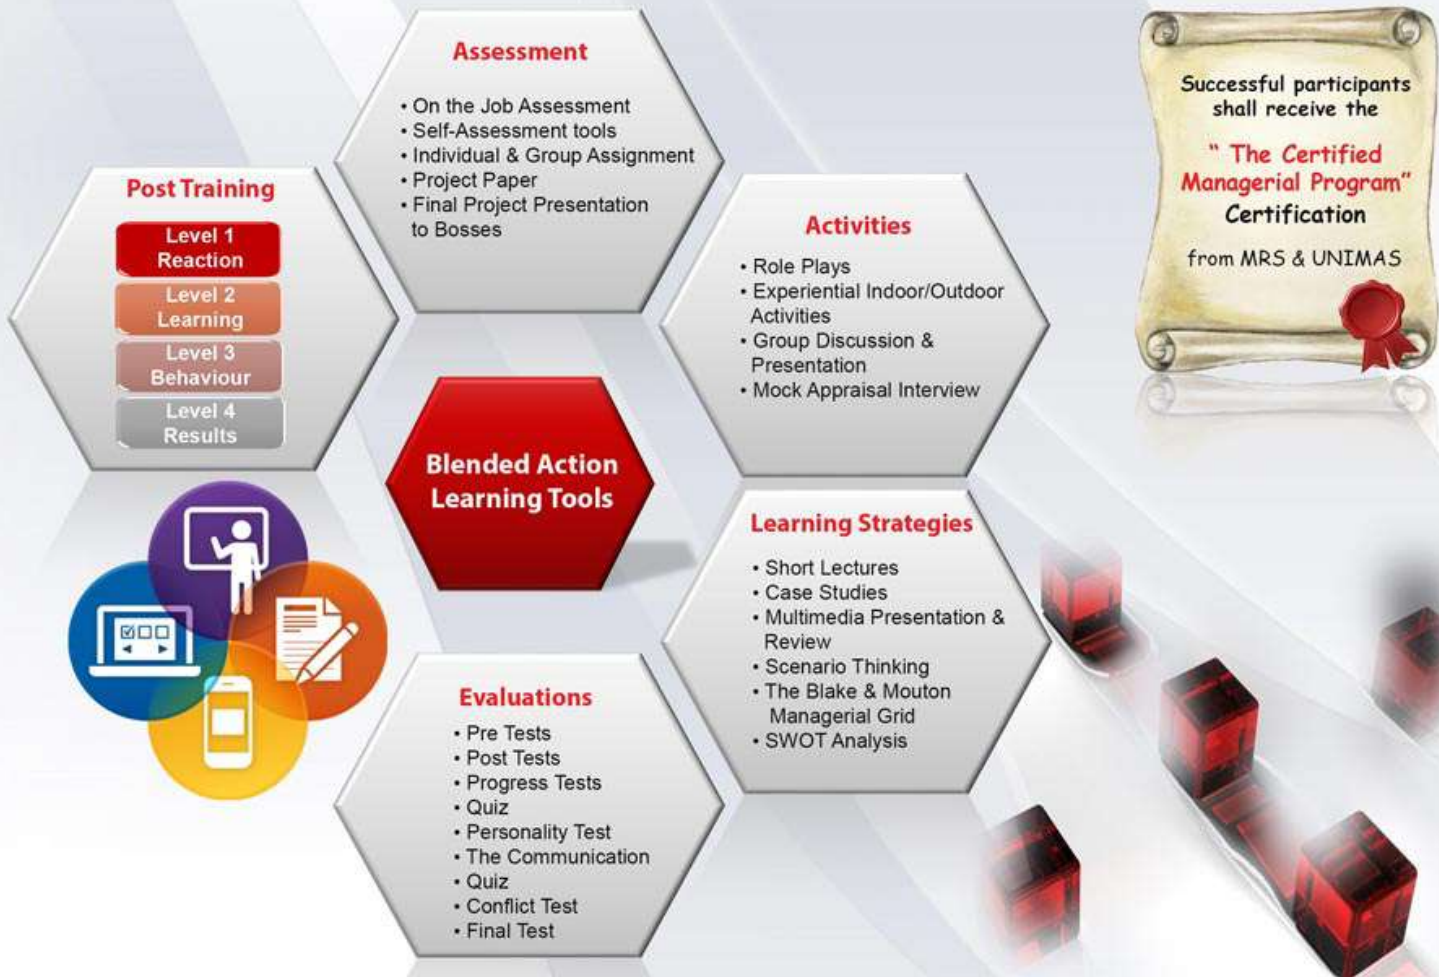 Assessment
• On the Job Assessment
• Self-Assessment tools
• Individual & Group Assignment
• Project Paper
• Final Project Presentation
to Bosses
Post Training
Level 1
Reaction
Level 2
Learning
Level 3
Behaviour
Level 4
Results
Activities
• Role Plays
• Experiential Indoor/Outdoor
Activities
• Group Discussion &
Presentation
• Mock Appraisal Interview
Successful participants
shall receive the
" The Certified
Managerial Program"
Certification
from MRS & UNIMAS
Blended Action
Learning Tools
Learning Strategies
• Short Lectures
• Case Studies
• Multimedia Presentation &
Review
• Scenario Thinking
• The Blake & Mouton
Managerial Grid
• SWOT Analysis
Evaluations
• Pre Tests
• Post Tests
• Progress Tests
• Quiz
• Personality Test
• The Communication
• Quiz
• Conflict Test
• Final Test